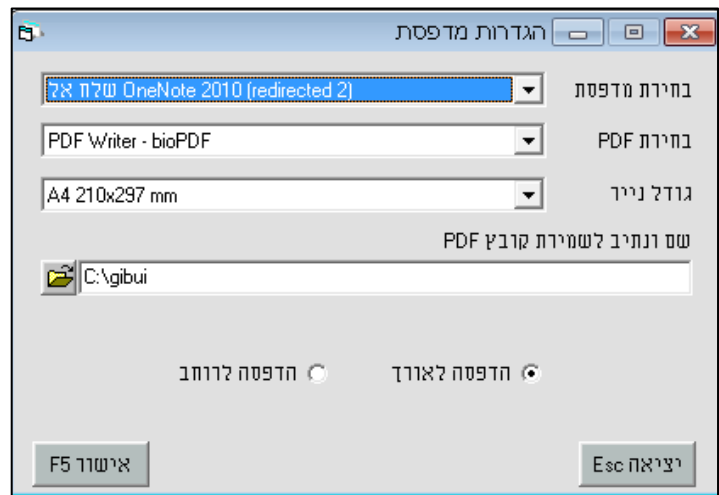 הגדרות מדפסת
בחירת מדפסת שלח אל OneNote 2010 (redirected 2)
בחירת PDF PDF Writer - bioPDF
גודל נייר A4 210x297 mm
שם ונתיב לשמירת קובץ PDF
C:\gibui
הדפסה לאורך הדפסה לרוחב
יציאה Esc אישור F5